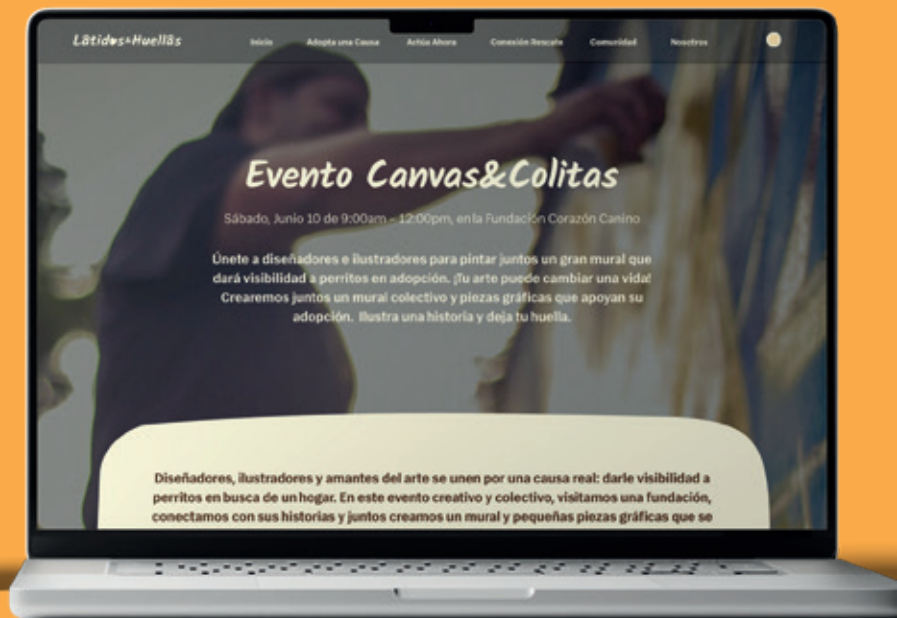 Latidos&Huellas
Inicio Adopta una Causa Actúa Ahora Conexión Rescate Comunidad Nosotros
Evento Canvas&Colitas
Sábado, Junio 10 de 9:00am - 12:00pm, en la Fundación Corazón Canino
Únete a diseñadores e ilustradores para pintar juntos un gran mural que
dará visibilidad a perritos en adopción. ¡Tu arte puede cambiar una vida!
Crearemos juntos un mural colectivo y piezas gráficas que apoyan su
adopción. Ilustra una historia y deja tu huella.
Diseñadores, ilustradores y amantes del arte se unen por una causa real: darle visibilidad a
perritos en busca de un hogar. En este evento creativo y colectivo, visitamos una fundación,
conectamos con sus historias y juntos creamos un mural y pequeñas piezas gráficas que se